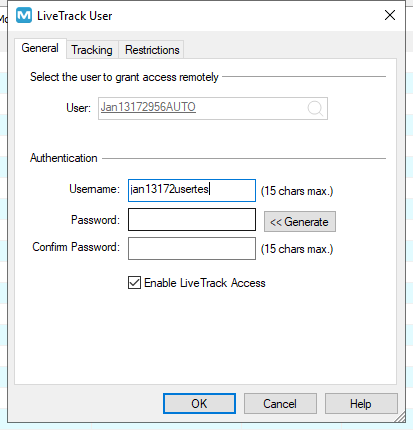 LiveTrack User
General Tracking Restrictions
Select the user to grant access remotely
User: Jan13172956AUTO
Authentication
Username: jan13172usertes (15 chars max.)
Password: << Generate
Confirm Password: (15 chars max.)
Enable LiveTrack Access
OK Cancel Help